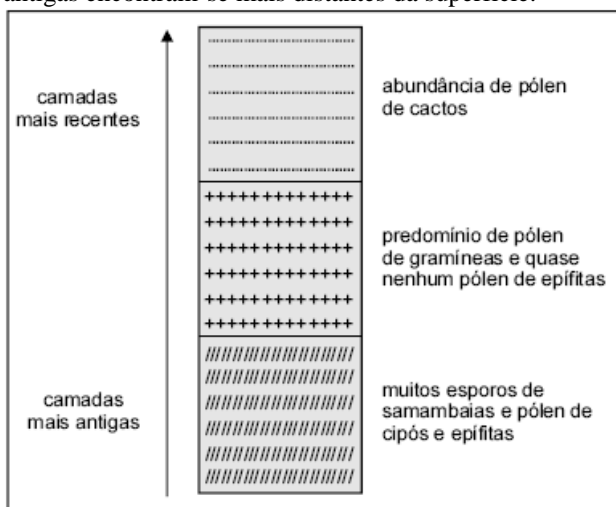 antigas encontram-se mais distantes da superfície.
camadas
mais recentes
abundância de pólen
de cactos
predomínio de pólen
de gramíneas e quase
nenhum pólen de epífitas
camadas
mais antigas
muitos esporos de
samambaias e pólen de
cipós e epífitas